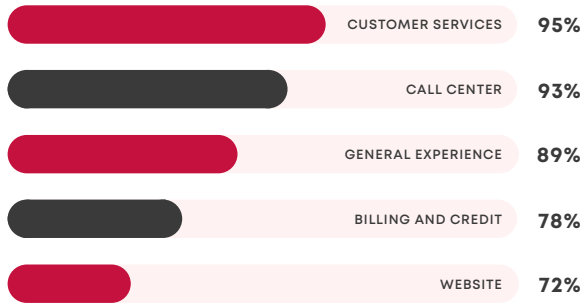 CUSTOMER SERVICES 95%
CALL CENTER 93%
GENERAL EXPERIENCE 89%
BILLING AND CREDIT 78%
WEBSITE 72%